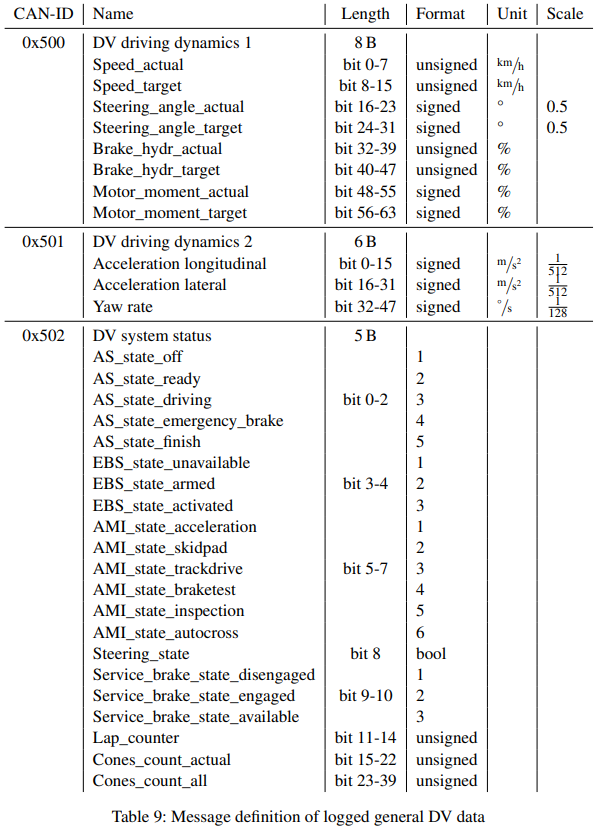 CAN-ID Name Length Format Unit Scale
0x500 DV driving dynamics 1 8 B
Speed_actual bit 0-7 unsigned km/h
Speed_target bit 8-15 unsigned km/h
Steering_angle_actual bit 16-23 signed ° 0.5
Steering_angle_target bit 24-31 signed ° 0.5
Brake_hydr_actual bit 32-39 unsigned %
Brake_hydr_target bit 40-47 unsigned %
Motor_moment_actual bit 48-55 signed %
Motor_moment_target bit 56-63 signed %
0x501 DV driving dynamics 2 6 B
Acceleration longitudinal bit 0-15 signed m/s² 1/512
Acceleration lateral bit 16-31 signed m/s² 1/512
Yaw rate bit 32-47 signed °/s 1/128
0x502 DV system status 5 B
AS_state_off 1
AS_state_ready 2
AS_state_driving bit 0-2 3
AS_state_emergency_brake 4
AS_state_finish 5
EBS_state_unavailable 1
EBS_state_armed bit 3-4 2
EBS_state_activated 3
AMI_state_acceleration 1
AMI_state_skidpad 2
AMI_state_trackdrive bit 5-7 3
AMI_state_braketest 4
AMI_state_inspection 5
AMI_state_autocross 6
Steering_state bit 8 bool
Service_brake_state_disengaged 1
Service_brake_state_engaged bit 9-10 2
Service_brake_state_available 3
Lap_counter bit 11-14 unsigned
Cones_count_actual bit 15-22 unsigned
Cones_count_all bit 23-39 unsigned
Table 9: Message definition of logged general DV data